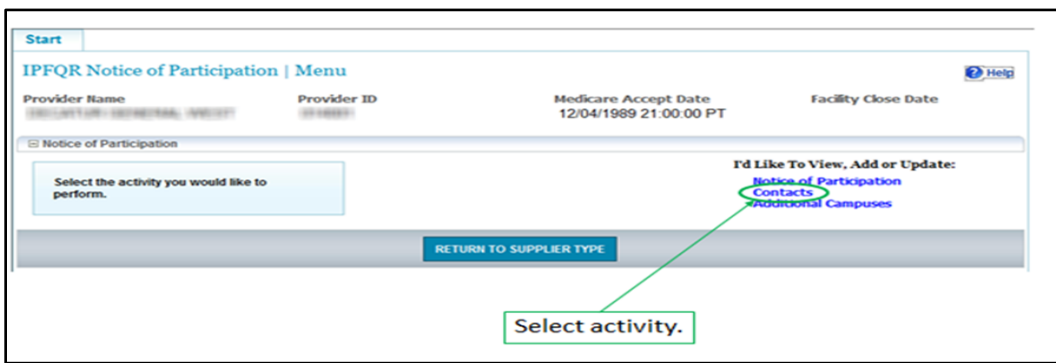 Start
IPFQR Notice of Participation | Menu
Help
Provider Name Provider ID Medicare Accept Date Facility Close Date
12/04/1989 21:00:00 PT
Notice of Participation
I'd Like To View, Add or Update:
Select the activity you would like to
perform.
Notice of Participation
Contacts
Additional Campuses
RETURN TO SUPPLIER TYPE
Select activity.